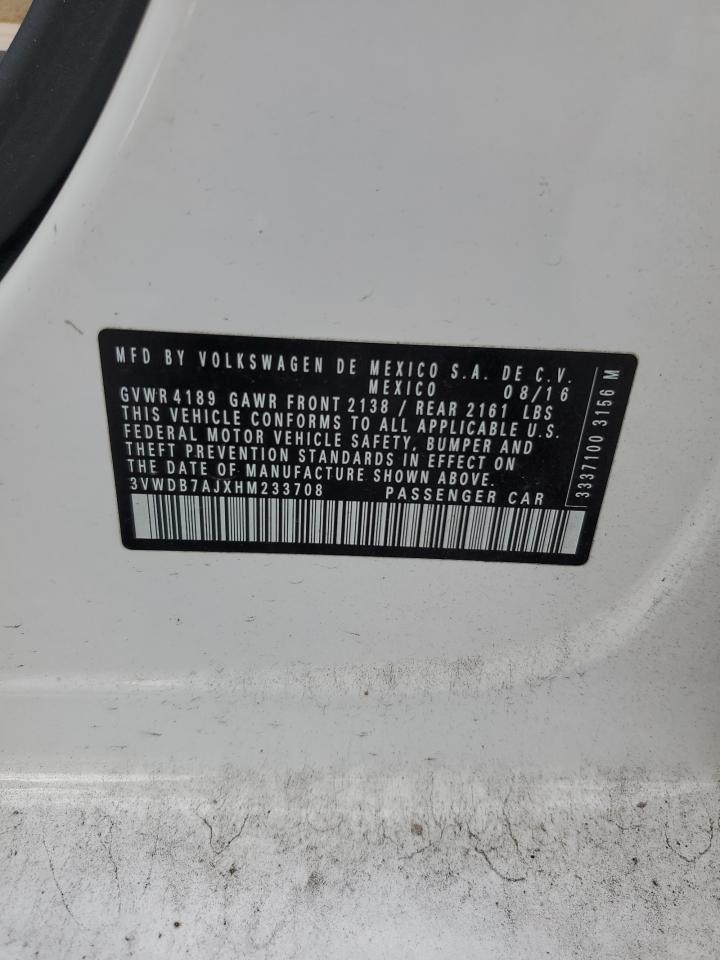 MFD BY VOLKSWAGEN DE MEXICO S.A. DE C.V.
MEXICO 08/16
GVWR 4189 GAWR FRONT 2138 / REAR 2161 LBS
THIS VEHICLE CONFORMS TO ALL APPLICABLE U.S.
FEDERAL MOTOR VEHICLE SAFETY, BUMPER AND
THEFT PREVENTION STANDARDS IN EFFECT ON
THE DATE OF MANUFACTURE SHOWN ABOVE.
3VWDB7AJXHM233708 PASSENGER CAR
3337100 3156 M